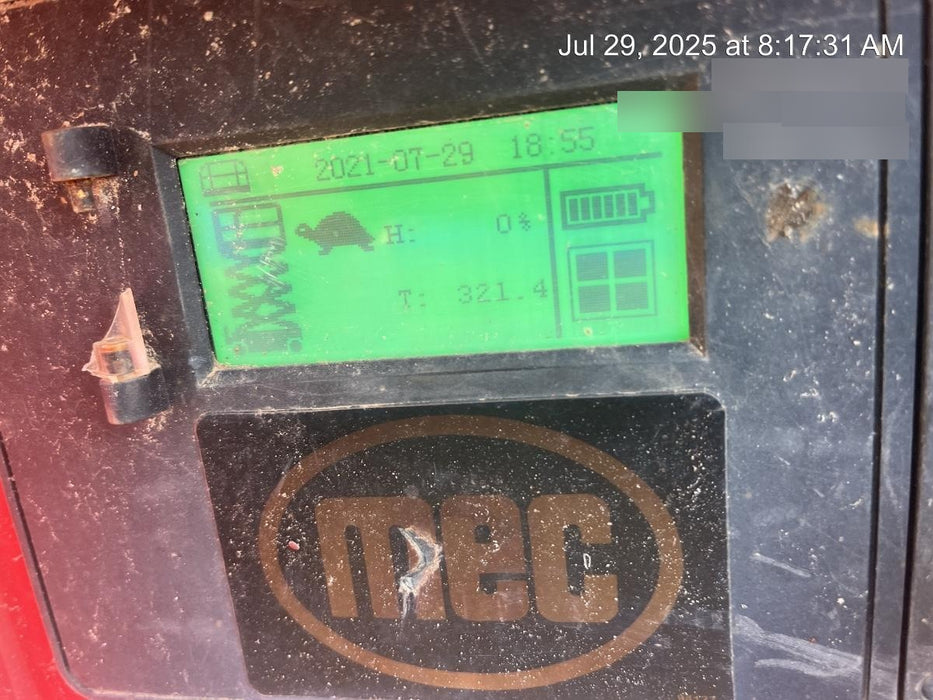 Jul 29, 2025 at 8:17:31 AM
2021-07-29 18:55
H: 0%
T: 321.4
mec